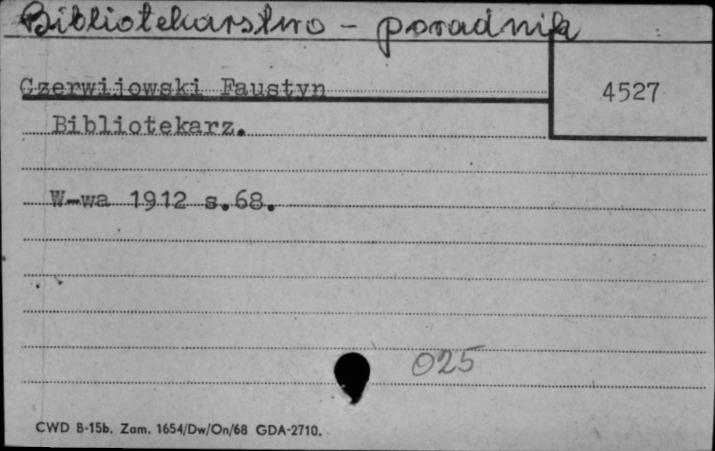 Bibliotekarstwo - poradnik
Czerwijowski Faustyn
4527
Bibliotekarz.
W-wa 1912 s.68.
025
CWD B-15b. Zam. 1654/Dw/On/68 GDA-2710.